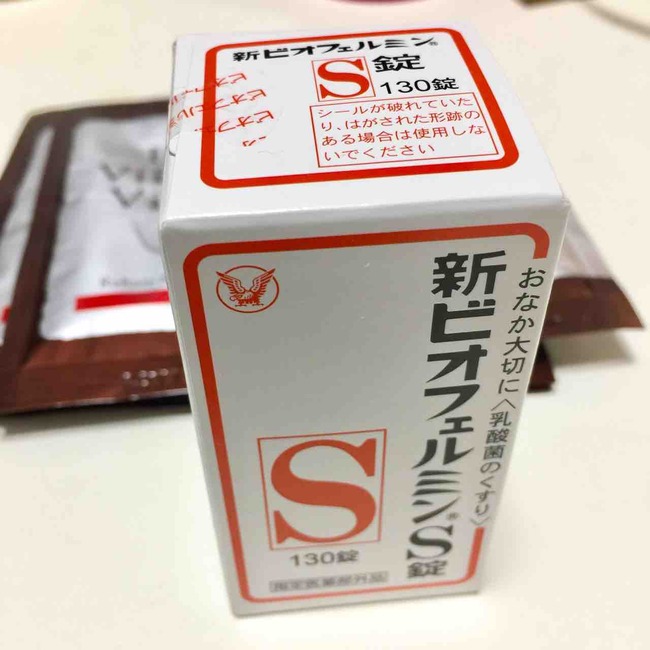 新ビオフェルミン®
S錠
130錠
シールが破れていた
り、はがされた形跡の
ある場合は使用しな
いでください
おなか大切に〈乳酸菌のくすり〉
新ビオフェルミン®S錠
S
130錠
指定医薬部外品